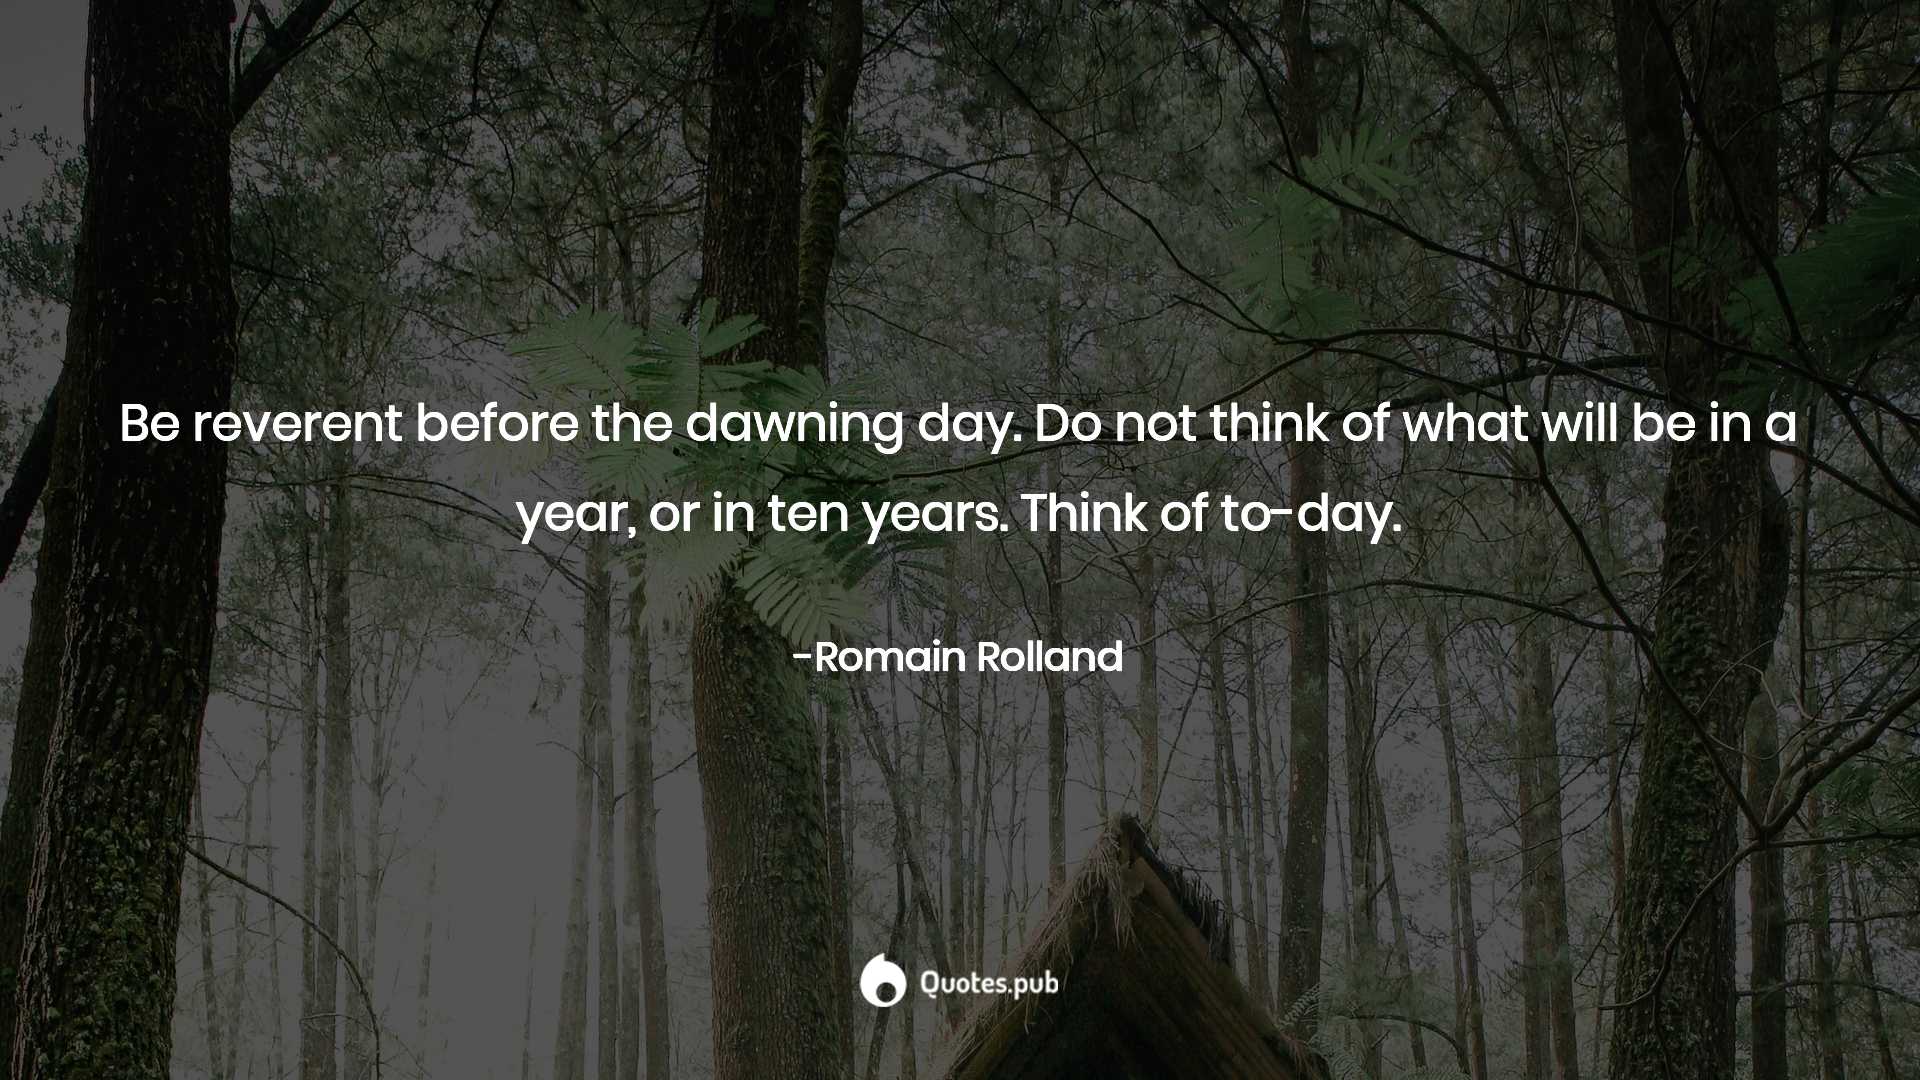 Be reverent before the dawning day. Do not think of what will be in a
year, or in ten years. Think of to-day.
-Romain Rolland
Quotes.pub